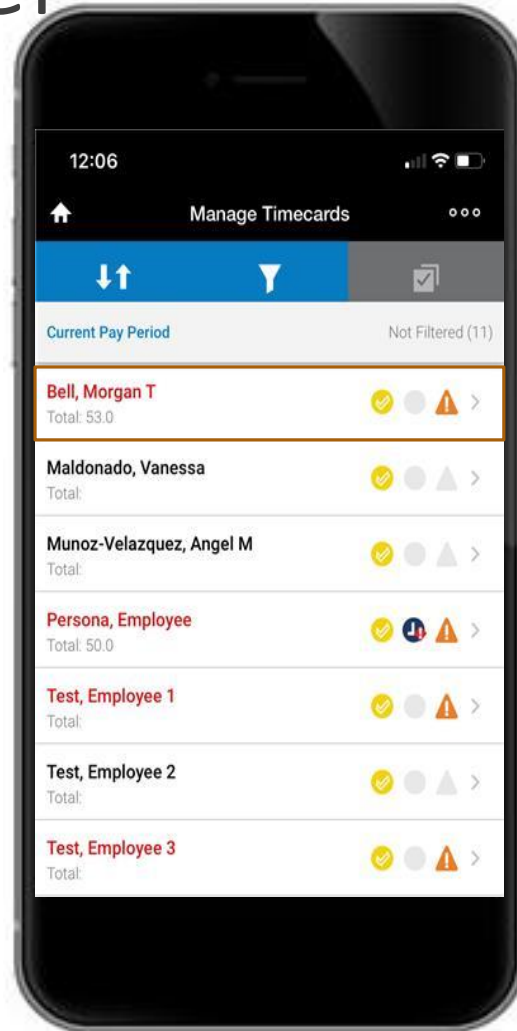 er
12:06
Manage Timecards
Current Pay Period Not Filtered (11)
Bell, Morgan T
Total: 53.0
Maldonado, Vanessa
Total:
Munoz-Velazquez, Angel M
Total:
Persona, Employee
Total: 50.0
Test, Employee 1
Total:
Test, Employee 2
Total:
Test, Employee 3
Total: